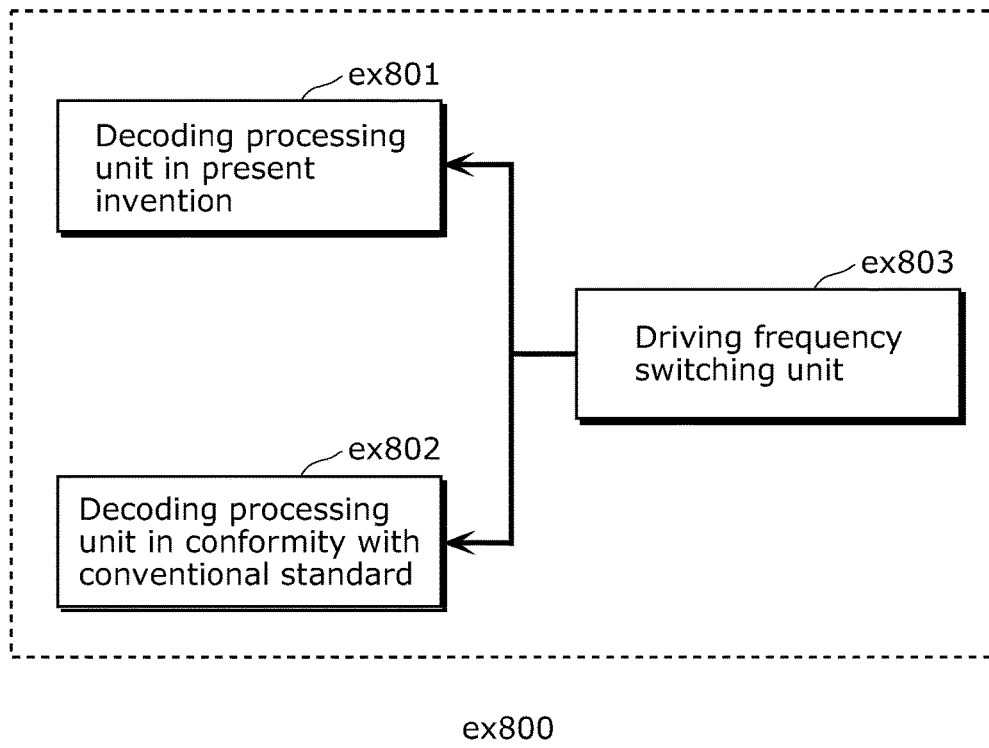 ex801
Decoding processing
unit in present
invention
ex803
Driving frequency
switching unit
ex802
Decoding processing
unit in conformity with
conventional standard
ex800